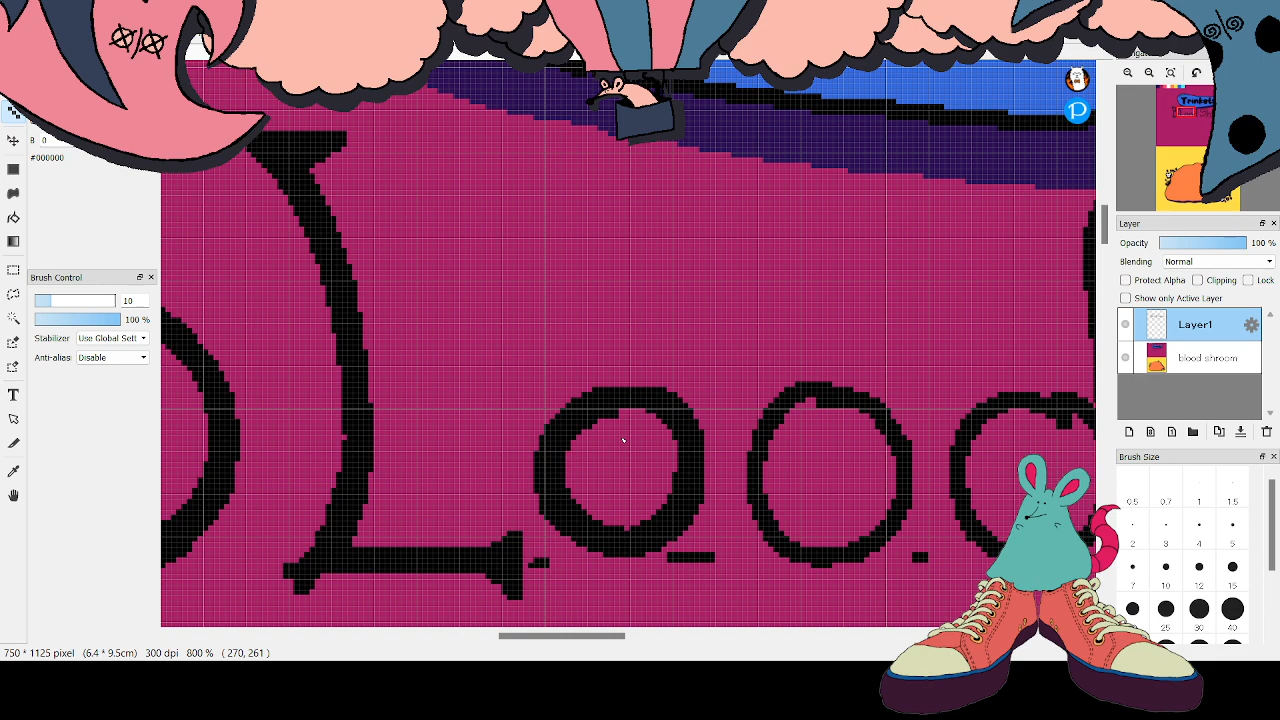 B 0
#000000
Brush Control
10
100 %
Stabilizer Use Global Sett
Anti-alias Disable
L.o.o.
Trinkets
Layer
Opacity 100 %
Blending Normal
Protect Alpha Clipping Lock
Show only Active Layer
Layer1
blood shroom
Brush Size
0.5 0.7 1 1.5
2 3 4 5
7 10 12 15
25 30 40
750 * 1125 pixel (6.4 * 9.5cm) 300 dpi 800 % ( 270, 261 )